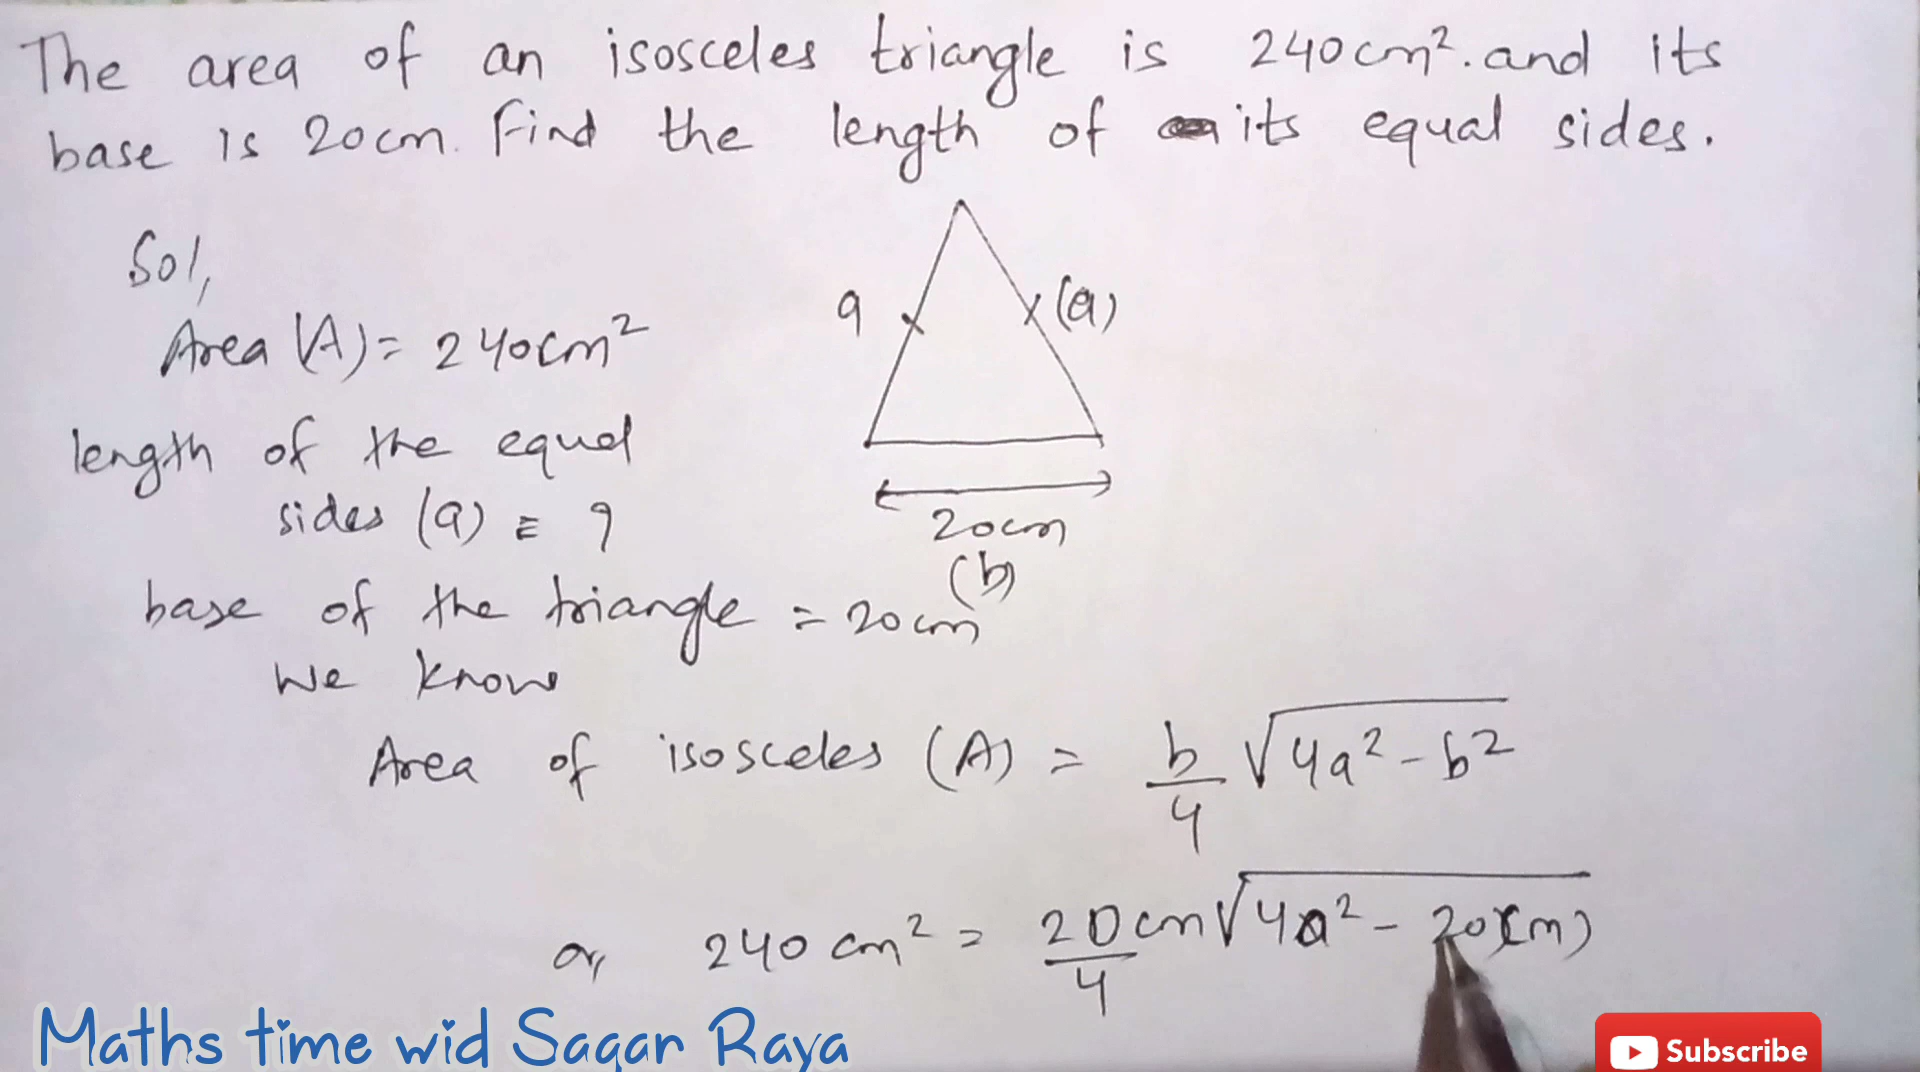 The area of an isosceles triangle is 240cm². and its
base is 20cm. Find the length of its equal sides.
Sol,
Area (A) = 240cm²
length of the equal
sides (a) = ?
base of the triangle = 20cm
a
(a)
20cm
(b)
We know
Area of isosceles (A) = b/4 √4a² - b²
or, 240 cm² = 20/4 cm √4a² - 20(cm)
Maths time wid Sagar Raya
Subscribe